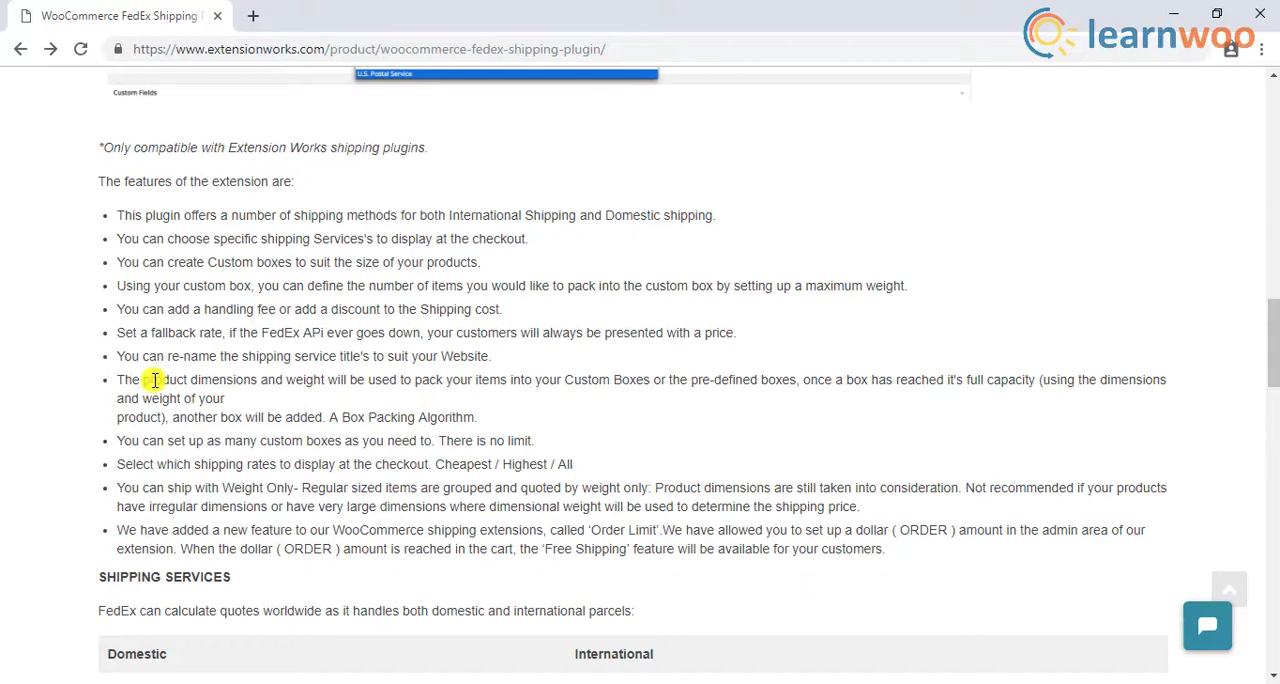 WooCommerce FedEx Shipping
learnwoo
https://www.extensionworks.com/product/woocommerce-fedex-shipping-plugin/
U.S. Postal Service
Custom Fields
*Only compatible with Extension Works shipping plugins.
The features of the extension are:
• This plugin offers a number of shipping methods for both International Shipping and Domestic shipping.
• You can choose specific shipping Services's to display at the checkout.
• You can create Custom boxes to suit the size of your products.
• Using your custom box, you can define the number of items you would like to pack into the custom box by setting up a maximum weight.
• You can add a handling fee or add a discount to the Shipping cost.
• Set a fallback rate, if the FedEx APi ever goes down, your customers will always be presented with a price.
• You can re-name the shipping service title's to suit your Website.
• The product dimensions and weight will be used to pack your items into your Custom Boxes or the pre-defined boxes, once a box has reached it's full capacity (using the dimensions
and weight of your
product), another box will be added. A Box Packing Algorithm.
• You can set up as many custom boxes as you need to. There is no limit.
• Select which shipping rates to display at the checkout. Cheapest / Highest / All
• You can ship with Weight Only- Regular sized items are grouped and quoted by weight only: Product dimensions are still taken into consideration. Not recommended if your products
have irregular dimensions or have very large dimensions where dimensional weight will be used to determine the shipping price.
• We have added a new feature to our WooCommerce shipping extensions, called ‘Order Limit’.We have allowed you to set up a dollar ( ORDER ) amount in the admin area of our
extension. When the dollar ( ORDER ) amount is reached in the cart, the ‘Free Shipping’ feature will be available for your customers.
SHIPPING SERVICES
FedEx can calculate quotes worldwide as it handles both domestic and international parcels:
Domestic International